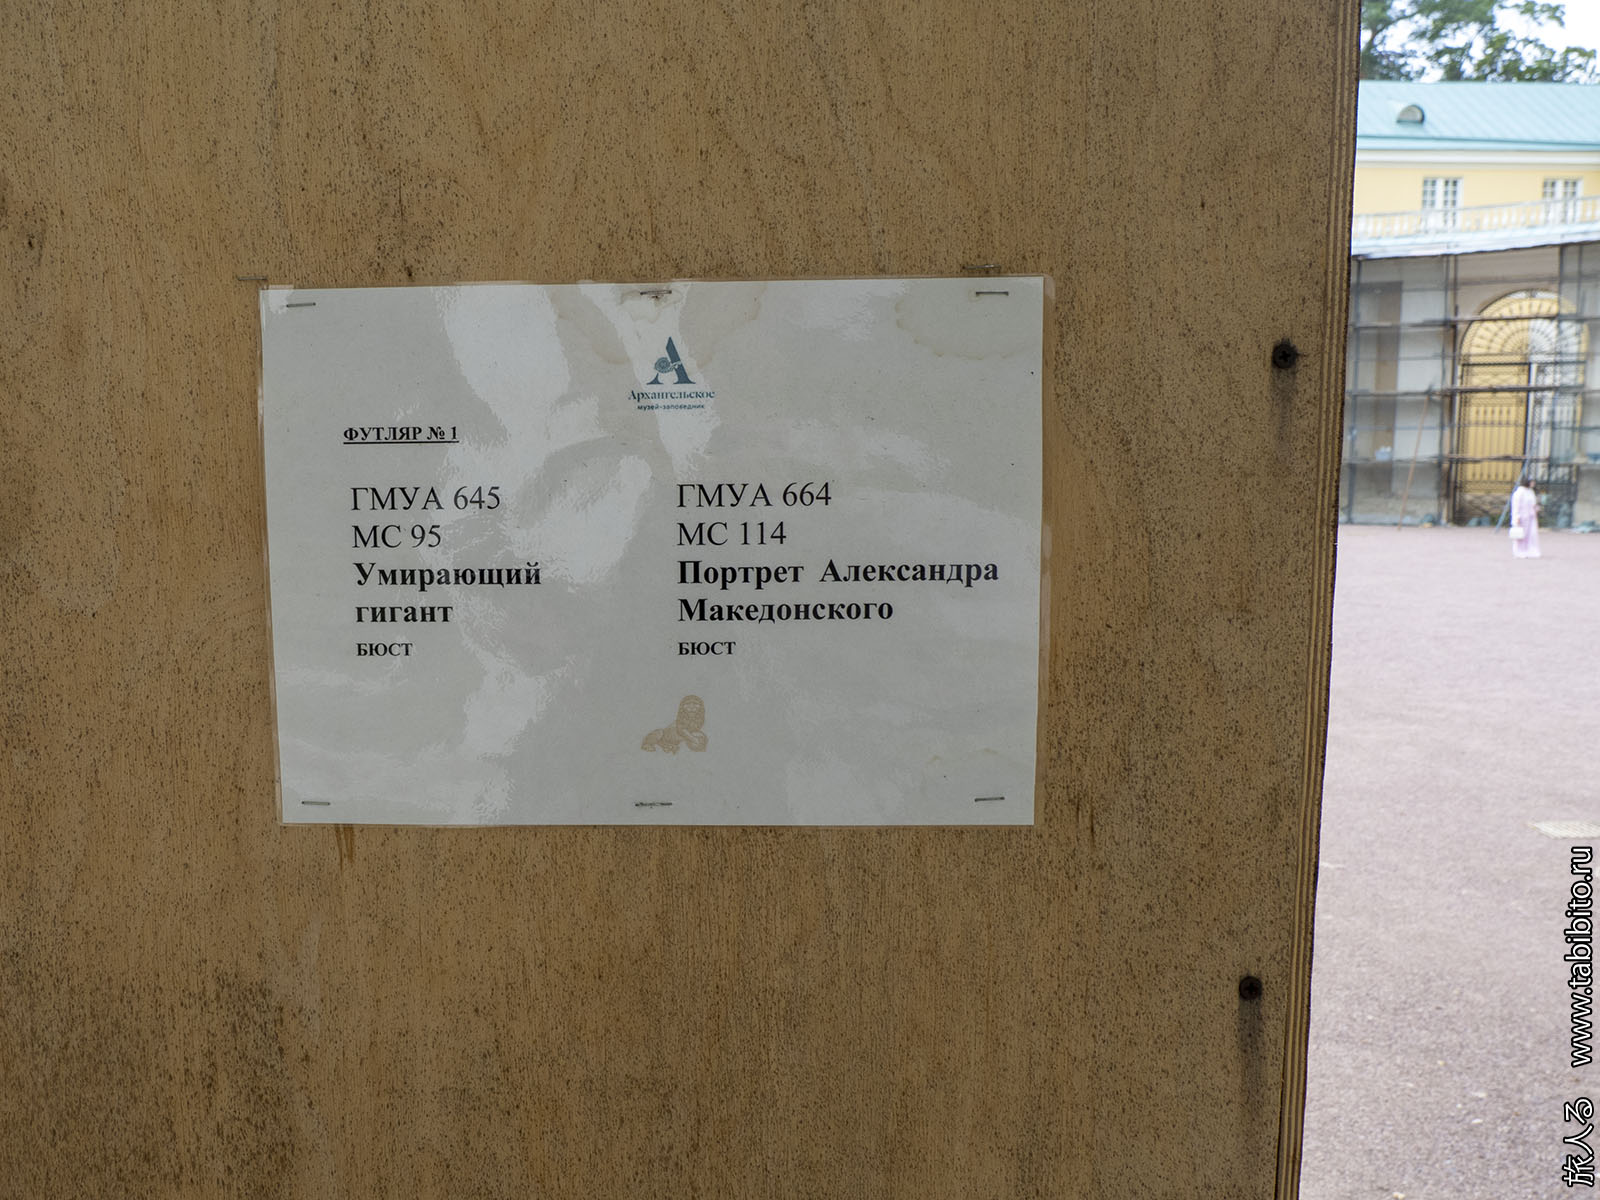 Архангельское
музей-заповедник
ФУТЛЯР № 1
ГМУА 645
МС 95
Умирающий
гигант
БЮСТ
ГМУА 664
МС 114
Портрет Александра
Македонского
БЮСТ
旅人る www.tabibito.ru